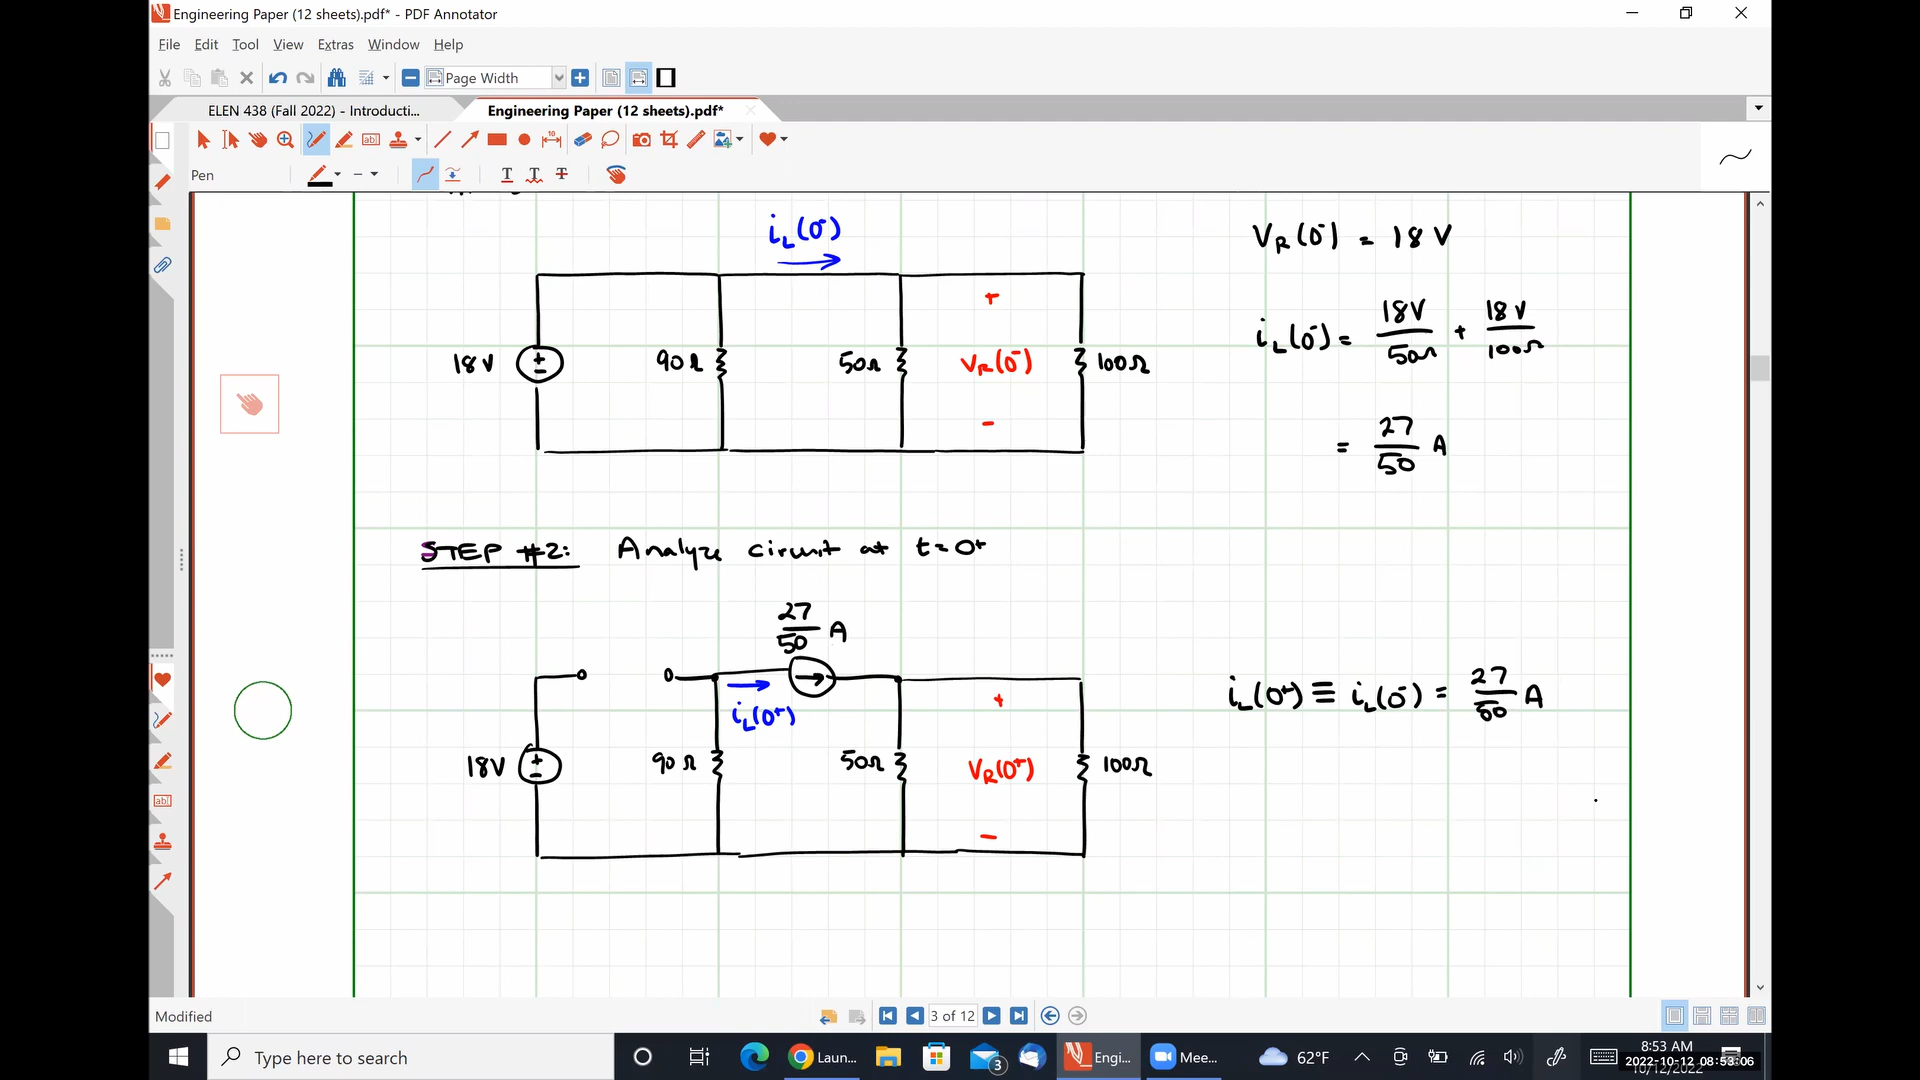 Engineering Paper (12 sheets).pdf* - PDF Annotator
File Edit Tool View Extras Window Help
Page Width
ELEN 438 (Fall 2022) - Introducti...
Engineering Paper (12 sheets).pdf*
Pen
iL(0-)
VR(0-) = 18 V
18V
90Ω
50Ω
+
VR(0-)
-
100Ω
iL(0-) = 18V/50Ω + 18V/100Ω
= 27/50 A
STEP #2: Analyze circuit at t=0+
27/50 A
iL(0+)
18V
90Ω
50Ω
+
VR(0+)
-
100Ω
iL(0+) ≡ iL(0-) = 27/50 A
Modified
3 of 12
Type here to search
Laun...
3
Engi...
Mee...
62°F
8:53 AM
2022-10-12 08:53:06
10/12/2022